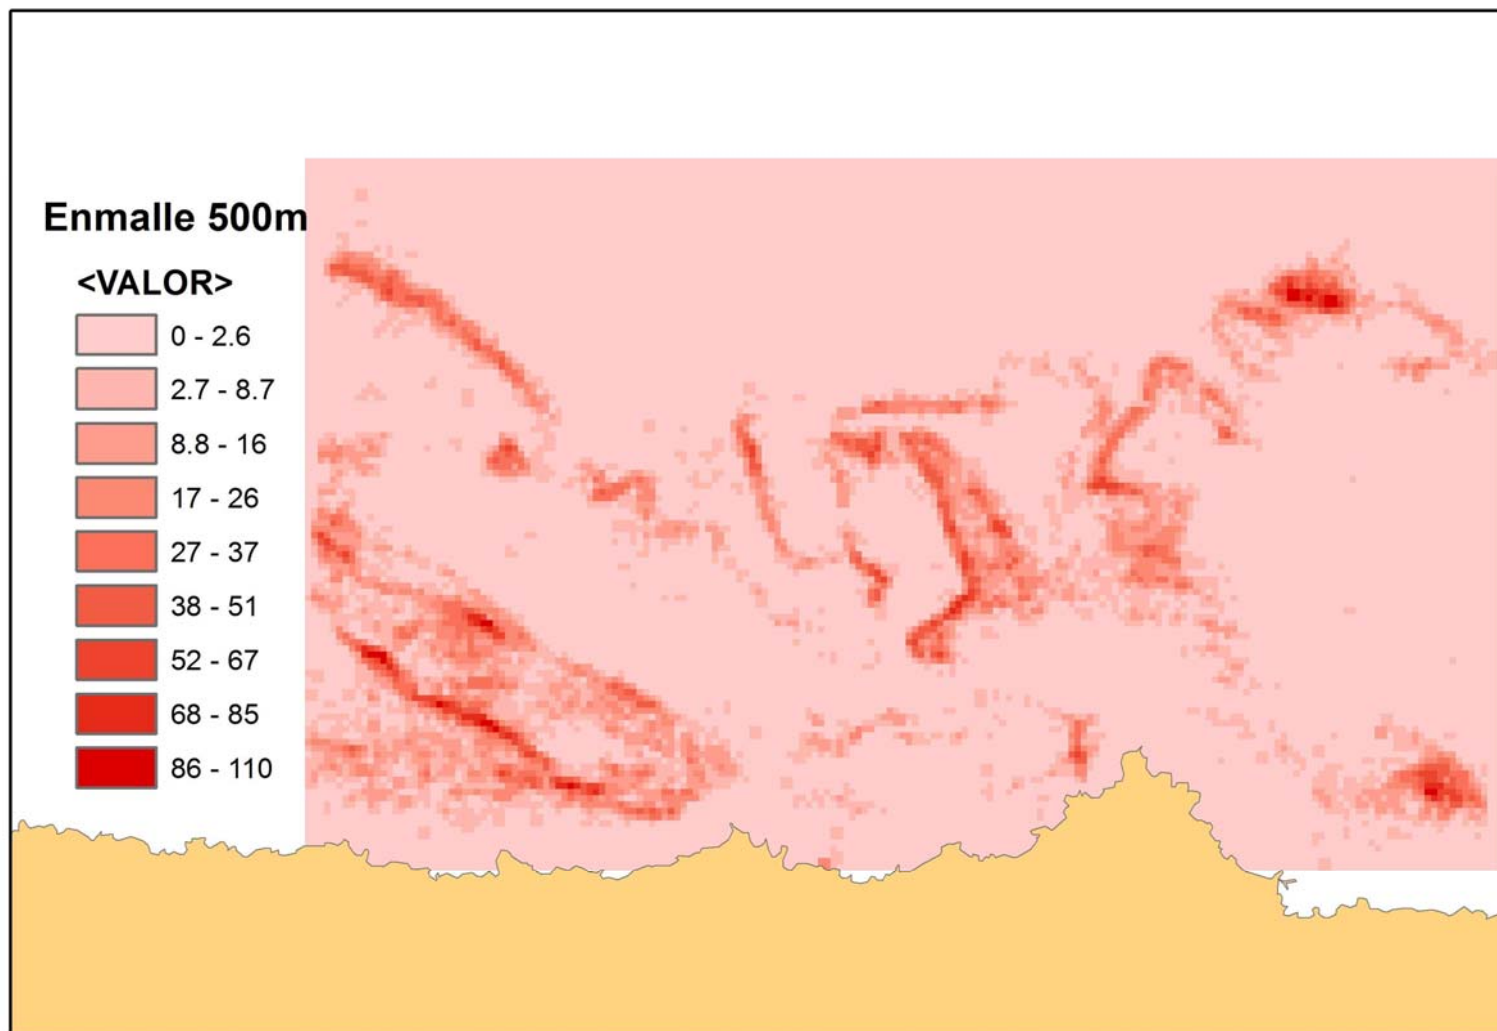 Enmalle 500m
<VALOR>
0 - 2.6
2.7 - 8.7
8.8 - 16
17 - 26
27 - 37
38 - 51
52 - 67
68 - 85
86 - 110